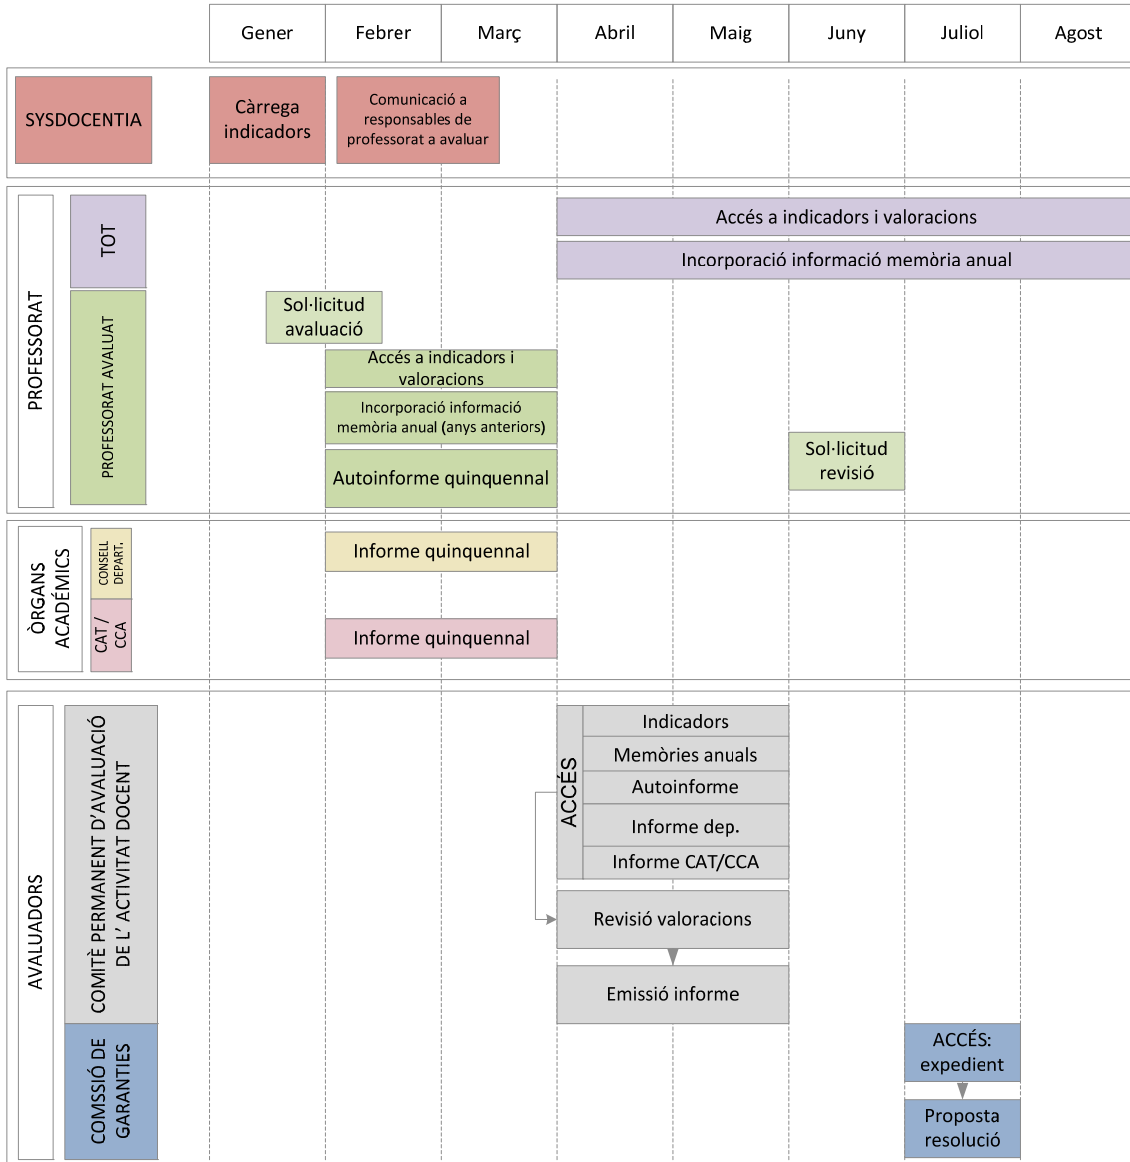 Gener
Febrer
Març
Abril
Maig
Juny
Juliol
Agost
SYSDOCENTIA
Càrrega
indicadors
Comunicació a
responsables de
professorat a avaluar
PROFESSORAT
TOT
Accés a indicadors i valoracions
Incorporació informació memòria anual
PROFESSORAT AVALUAT
Sol·licitud
avaluació
Accés a indicadors i
valoracions
Incorporació informació
memòria anual (anys anteriors)
Autoinforme quinquennal
Sol·licitud
revisió
ÒRGANS
ACADÉMICS
CONSELL
DEPART.
Informe quinquennal
CAT /
CCA
Informe quinquennal
AVALUADORS
COMITÈ PERMANENT D'AVALUACIÓ
DE L' ACTIVITAT DOCENT
ACCÉS
Indicadors
Memòries anuals
Autoinforme
Informe dep.
Informe CAT/CCA
Revisió valoracions
Emissió informe
COMSSIÓ DE
GARANTIES
ACCÉS:
expedient
Proposta
resolució